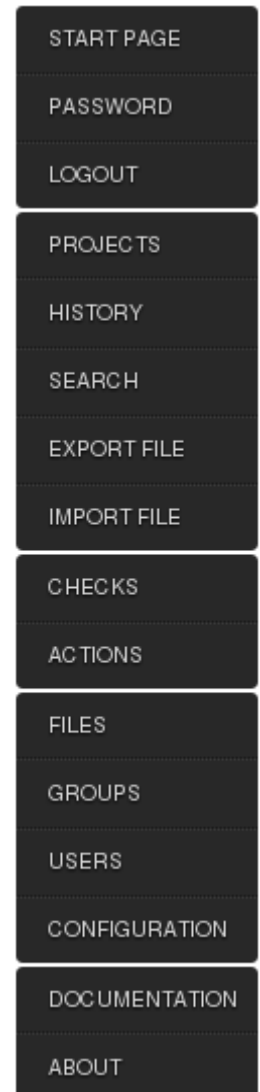 START PAGE
PASSWORD
LOGOUT
PROJECTS
HISTORY
SEARCH
EXPORT FILE
IMPORT FILE
CHECKS
ACTIONS
FILES
GROUPS
USERS
CONFIGURATION
DOCUMENTATION
ABOUT